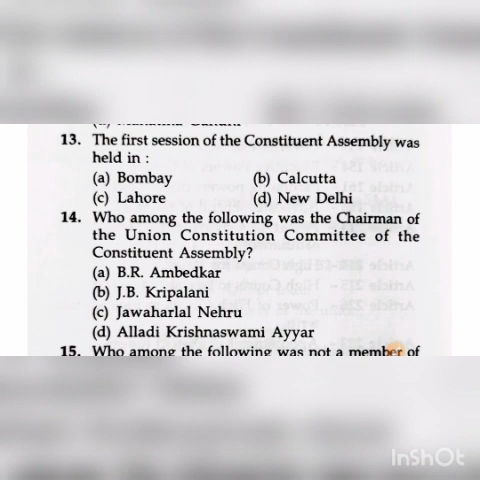 13. The first session of the Constituent Assembly was
held in :
(a) Bombay (b) Calcutta
(c) Lahore (d) New Delhi
14. Who among the following was the Chairman of
the Union Constitution Committee of the
Constituent Assembly?
(a) B.R. Ambedkar
(b) J.B. Kripalani
(c) Jawaharlal Nehru
(d) Alladi Krishnaswami Ayyar
15. Who among the following was not a member of
InShOt